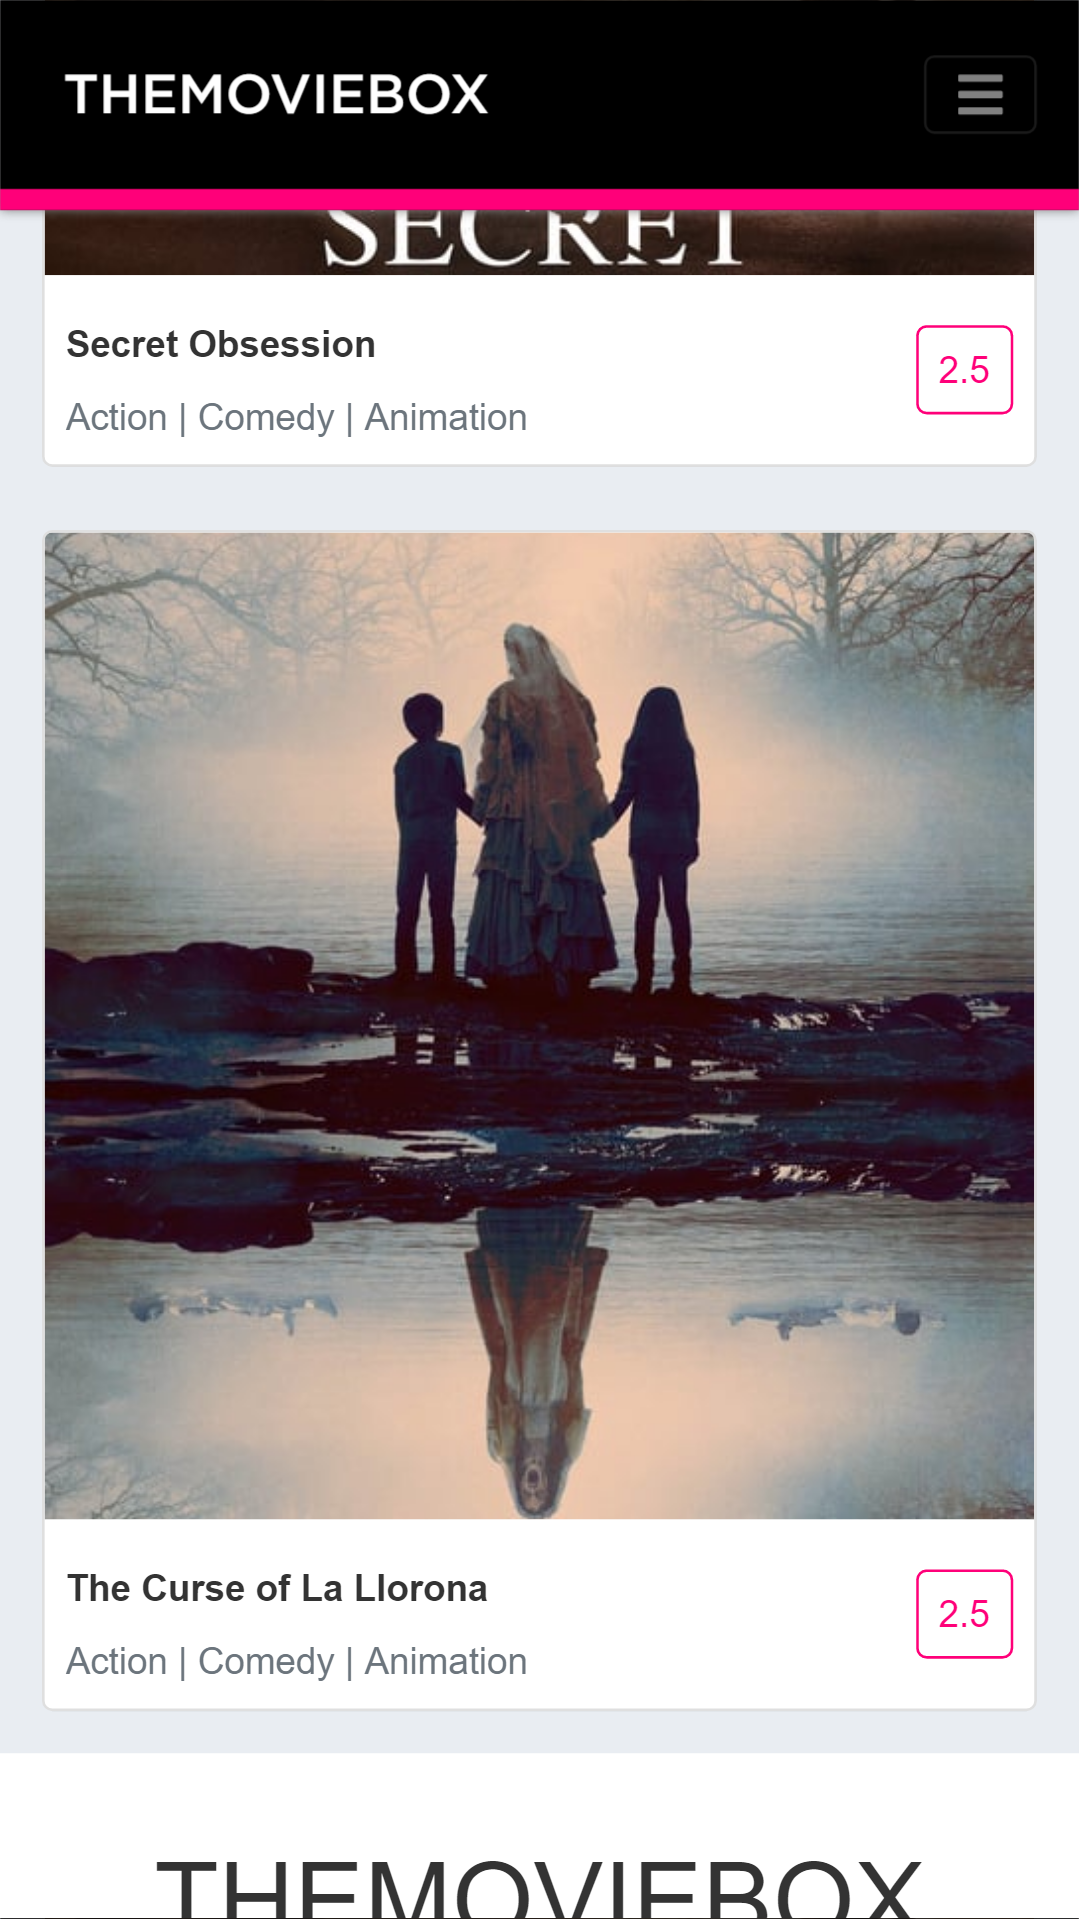 THEMOVIEBOX
SECRET
Secret Obsession
2.5
Action | Comedy | Animation
The Curse of La Llorona
2.5
Action | Comedy | Animation
THEMOVIEBOX